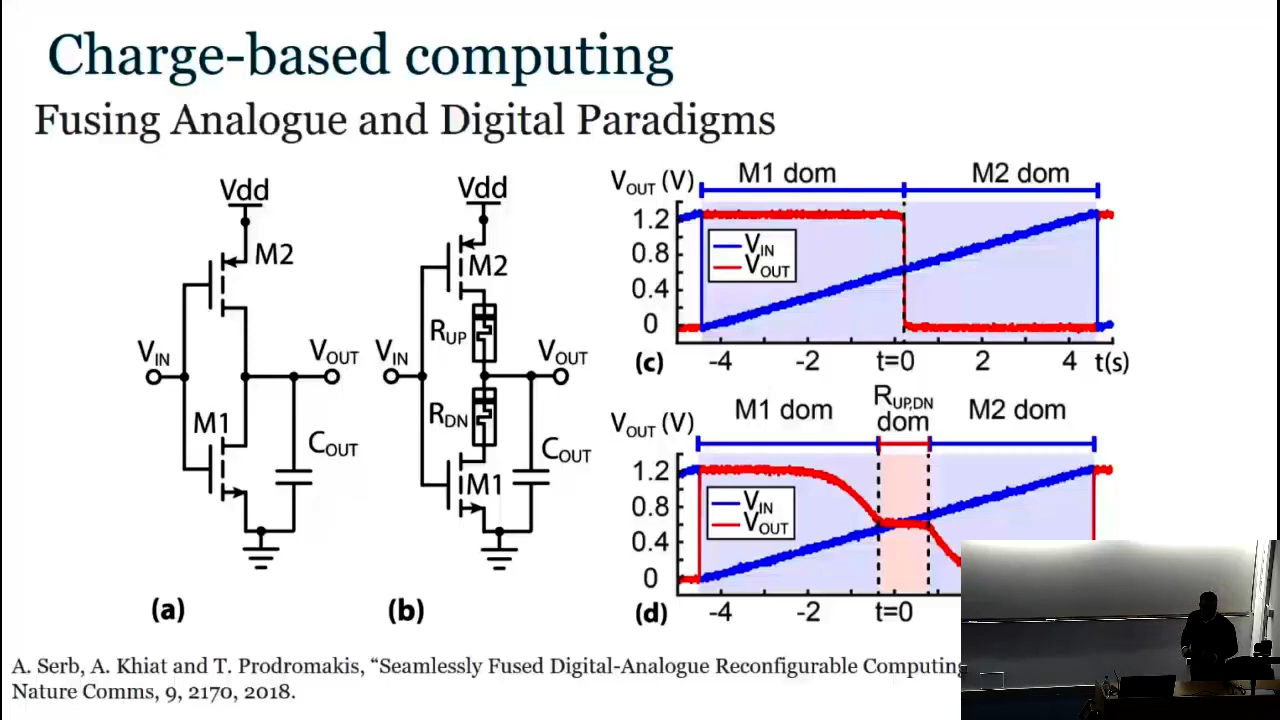 Charge-based computing
Fusing Analogue and Digital Paradigms
Vdd
M2
VIN
VOUT
M1
COUT
(a)
Vdd
M2
RUP
VIN
VOUT
RDN
COUT
M1
(b)
VOUT (V)
M1 dom
M2 dom
1.2
0.8
0.4
0
VIN
VOUT
(c)
-4
-2
t=0
2
4
t(s)
VOUT (V)
M1 dom
RUP,DN
dom
M2 dom
1.2
0.8
0.4
0
VIN
VOUT
(d)
-4
-2
t=0
A. Serb, A. Khiat and T. Prodromakis, “Seamlessly Fused Digital-Analogue Reconfigurable Computing
Nature Comms, 9, 2170, 2018.